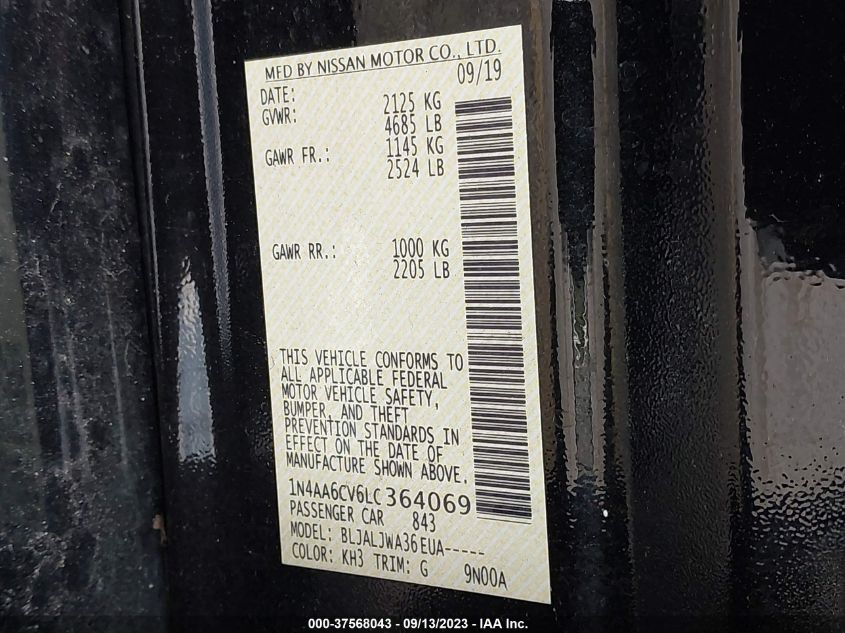 MFD BY NISSAN MOTOR CO., LTD.
DATE: 09/19
GVWR: 2125 KG
4685 LB
GAWR FR.: 1145 KG
2524 LB
GAWR RR.: 1000 KG
2205 LB
THIS VEHICLE CONFORMS TO
ALL APPLICABLE FEDERAL
MOTOR VEHICLE SAFETY,
BUMPER, AND THEFT
PREVENTION STANDARDS IN
EFFECT ON THE DATE OF
MANUFACTURE SHOWN ABOVE.
1N4AA6CV6LC364069
PASSENGER CAR 843
MODEL: BLJALJWA36EUA-----
COLOR: KH3 TRIM: G 9N00A
000-37568043 - 09/13/2023 - IAA Inc.